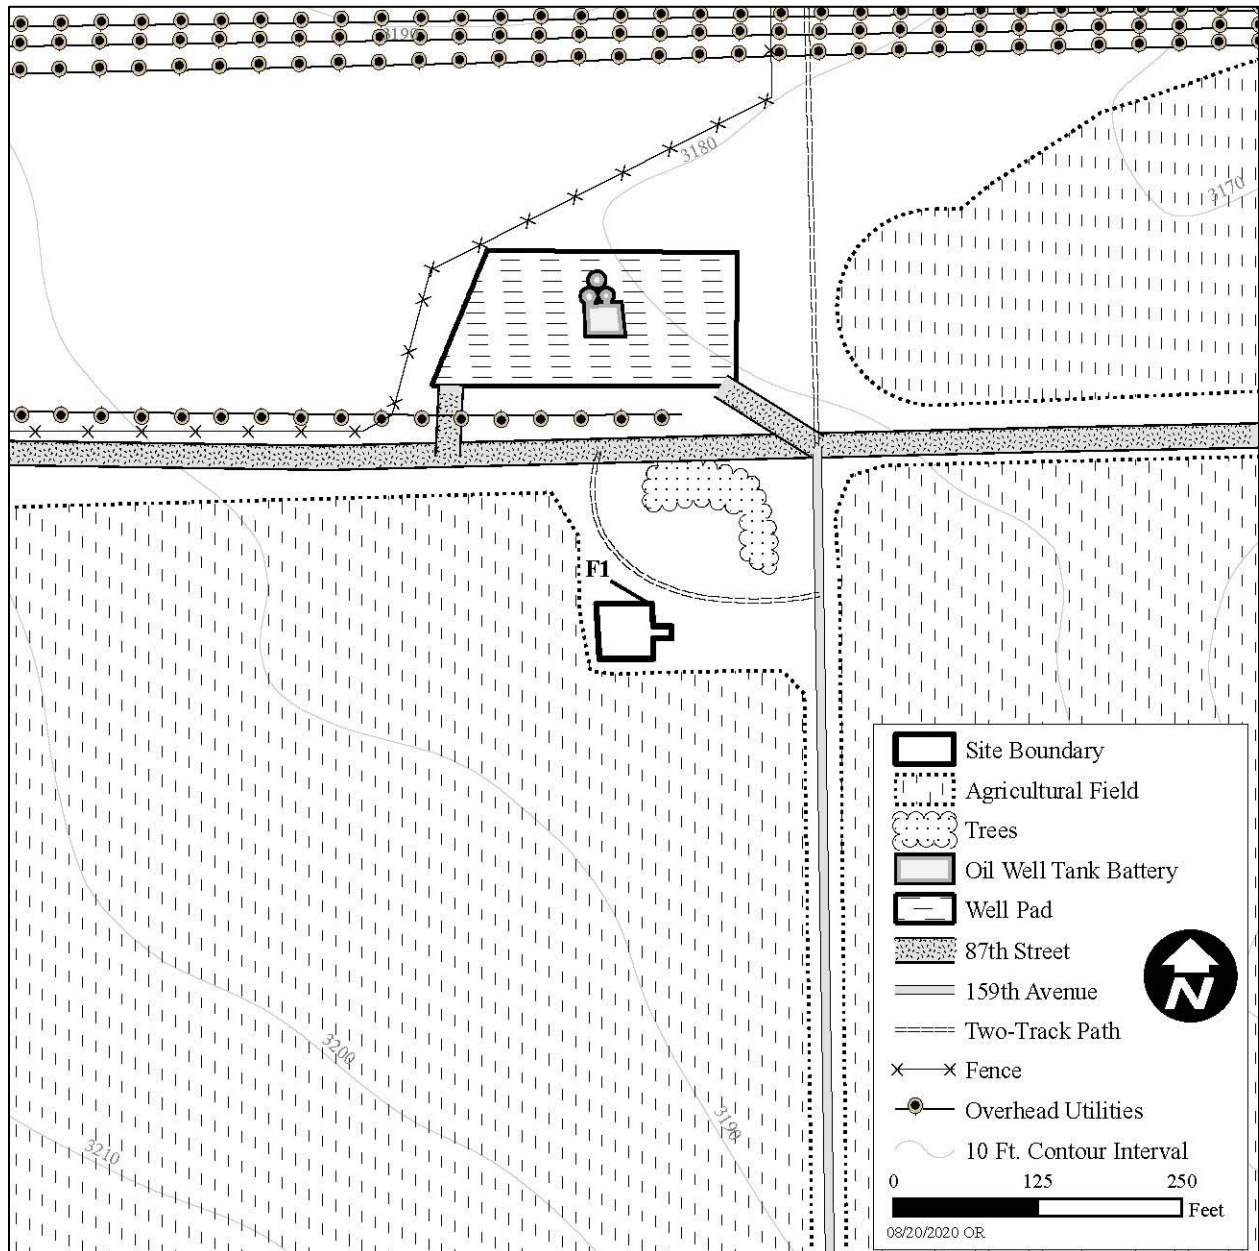 3190
3180
3170
F1
3200
3190
3210
Site Boundary
Agricultural Field
Trees
Oil Well Tank Battery
Well Pad
87th Street
159th Avenue
Two-Track Path
Fence
Overhead Utilities
10 Ft. Contour Interval
N
0 125 250
Feet
08/20/2020 OR